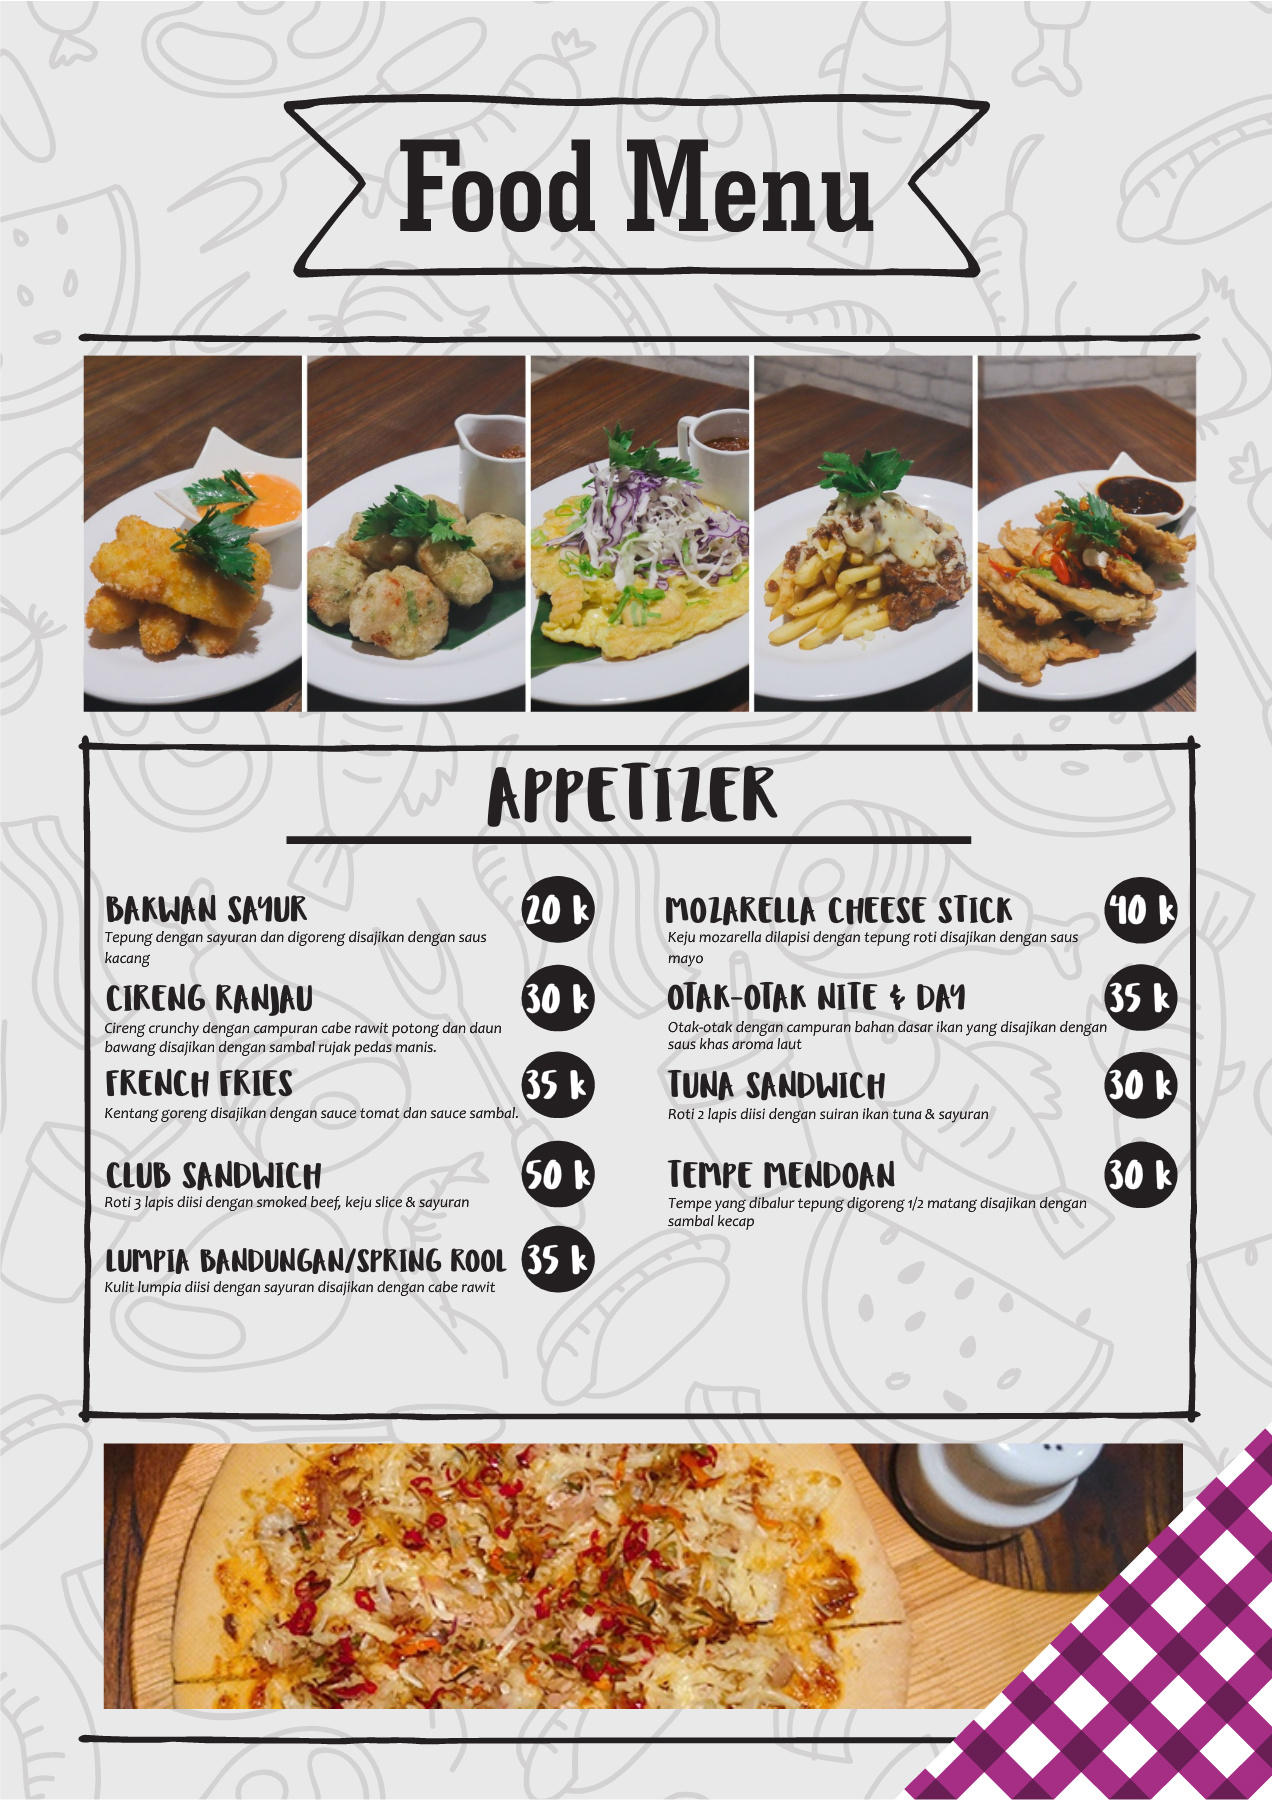 Food Menu
APPETIZER
BAKWAN SAYUR 20 k
Tepung dengan sayuran dan digoreng disajikan dengan saus
kacang
CIRENG RANJAU 30 k
Cireng crunchy dengan campuran cabe rawit potong dan daun
bawang disajikan dengan sambal rujak pedas manis.
FRENCH FRIES 35 k
Kentang goreng disajikan dengan sauce tomat dan sauce sambal.
CLUB SANDWICH 50 k
Roti 3 lapis diisi dengan smoked beef, keju slice & sayuran
LUMPIA BANDUNGAN/SPRING ROOL 35 k
Kulit lumpia diisi dengan sayuran disajikan dengan cabe rawit
MOZARELLA CHEESE STICK 40 k
Keju mozarella dilapisi dengan tepung roti disajikan dengan saus
mayo
OTAK-OTAK NITE & DAY 35 k
Otak-otak dengan campuran bahan dasar ikan yang disajikan dengan
saus khas aroma laut
TUNA SANDWICH 30 k
Roti 2 lapis diisi dengan suiran ikan tuna & sayuran
TEMPE MENDOAN 30 k
Tempe yang dibalur tepung digoreng 1/2 matang disajikan dengan
sambal kecap